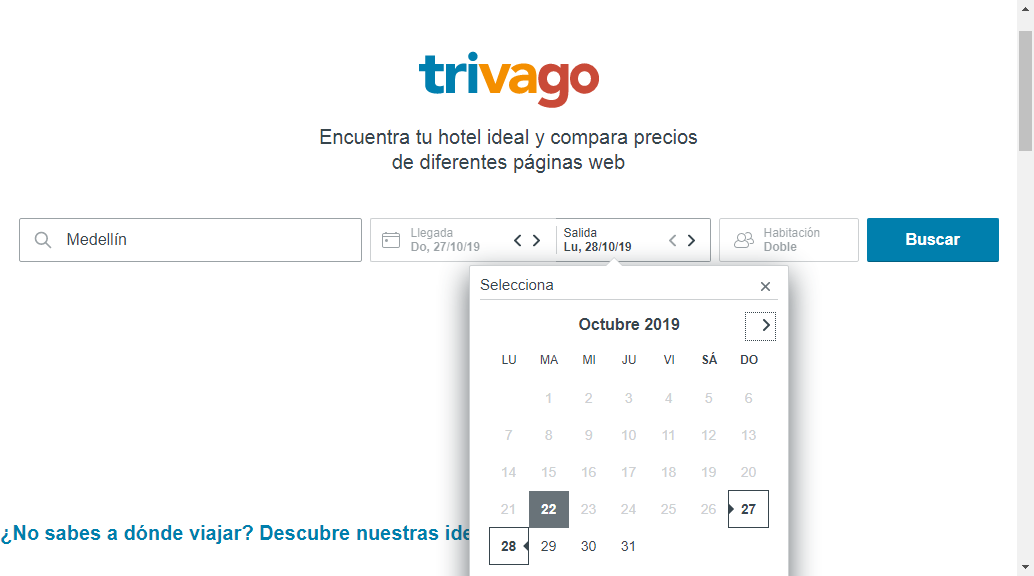 trivago
Encuentra tu hotel ideal y compara precios
de diferentes páginas web
Medellín
Llegada
Do, 27/10/19
Salida
Lu, 28/10/19
Habitación
Doble
Buscar
Selecciona
Octubre 2019
LU MA MI JU VI SÁ DO
1 2 3 4 5 6
7 8 9 10 11 12 13
14 15 16 17 18 19 20
21 22 23 24 25 26 27
28 29 30 31
¿No sabes a dónde viajar? Descubre nuestras